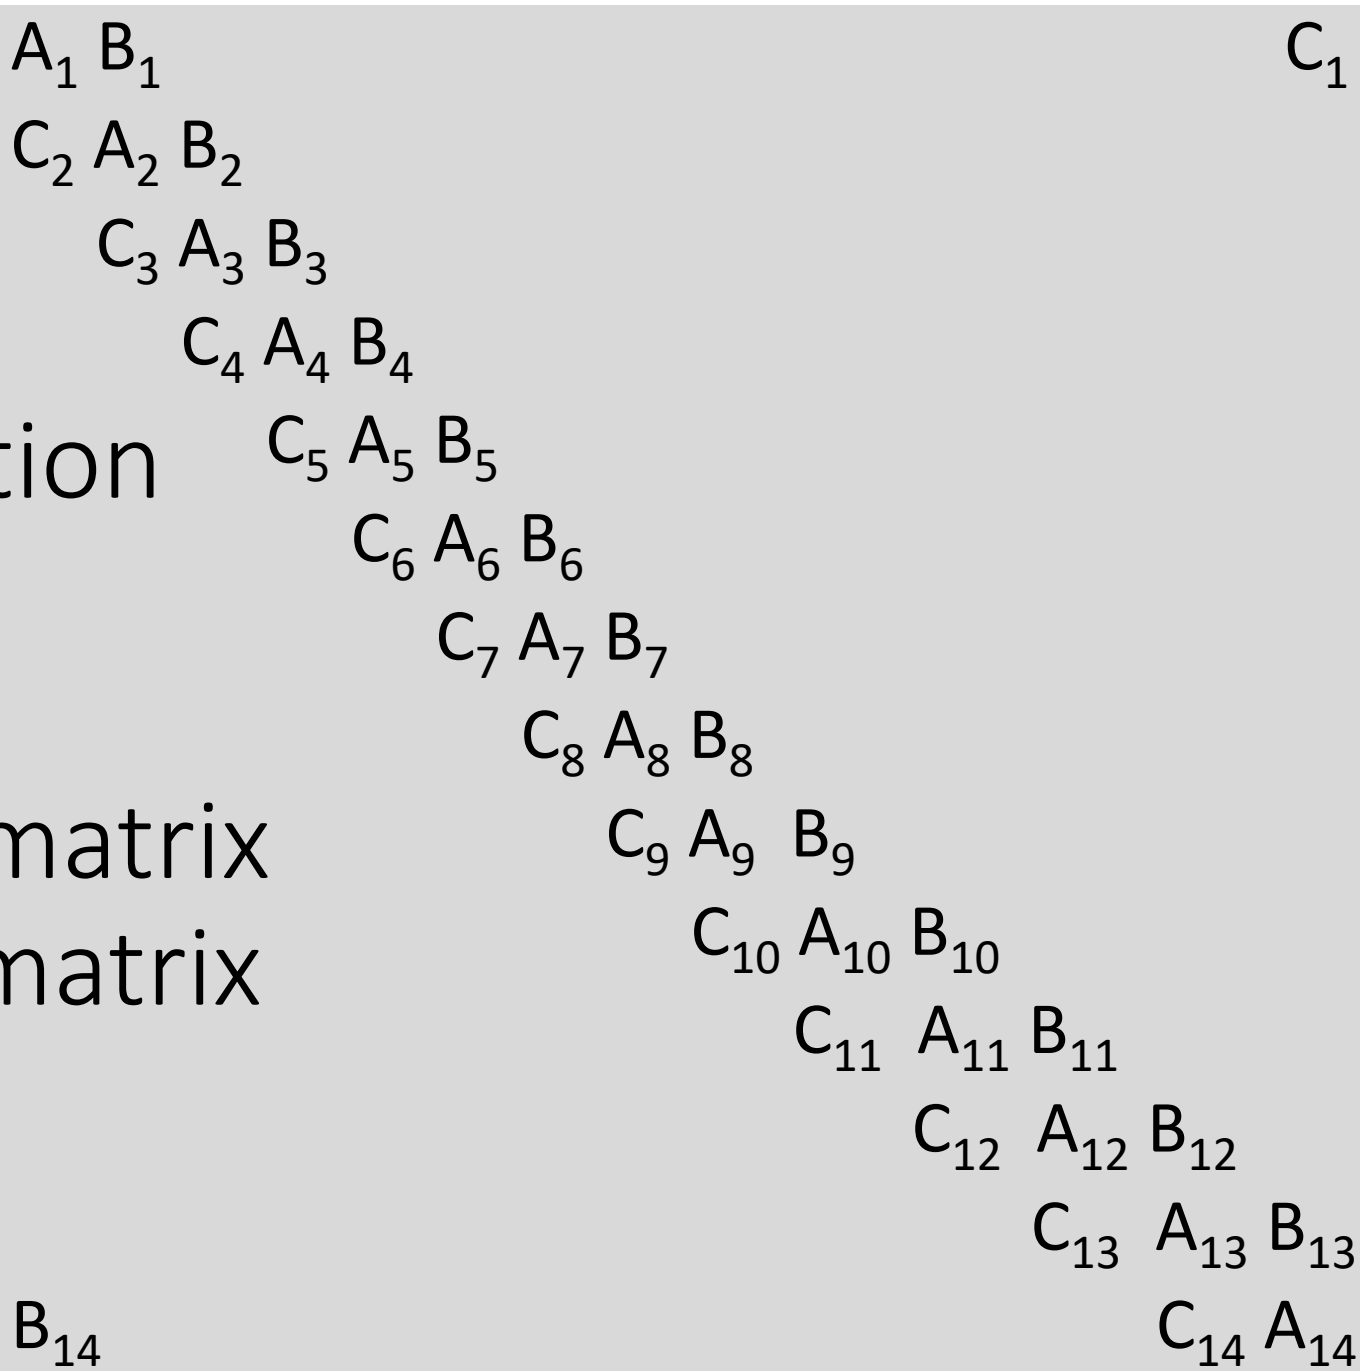 A₁ B₁ C₁
C₂ A₂ B₂
C₃ A₃ B₃
C₄ A₄ B₄
tion C₅ A₅ B₅
C₆ A₆ B₆
C₇ A₇ B₇
C₈ A₈ B₈
matrix C₉ A₉ B₉
matrix C₁₀ A₁₀ B₁₀
C₁₁ A₁₁ B₁₁
C₁₂ A₁₂ B₁₂
C₁₃ A₁₃ B₁₃
B₁₄ C₁₄ A₁₄